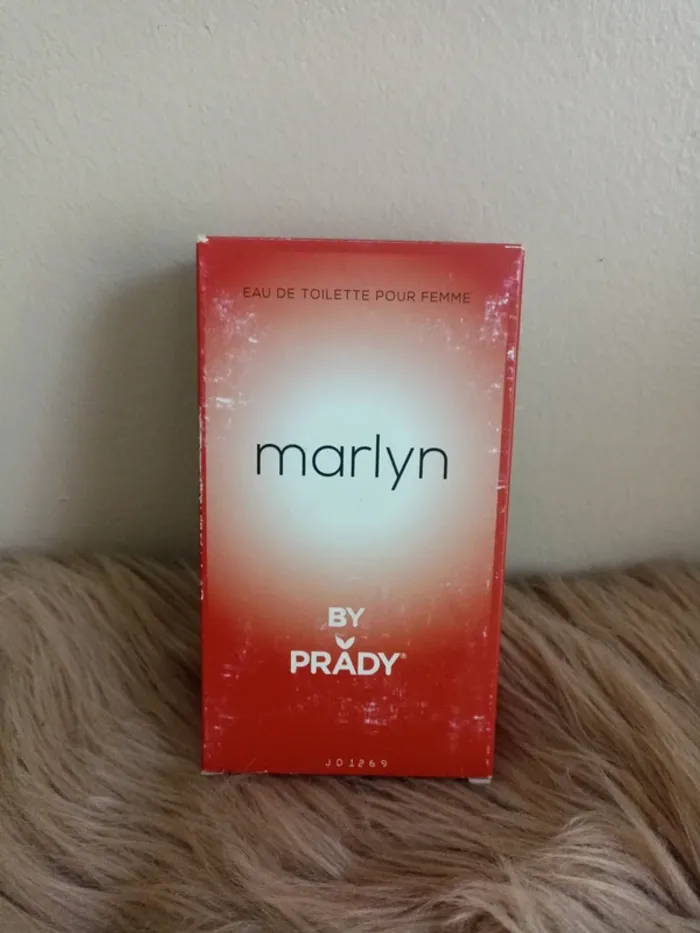 EAU DE TOILETTE POUR FEMME
marlyn
BY
PRADY®
JD1269